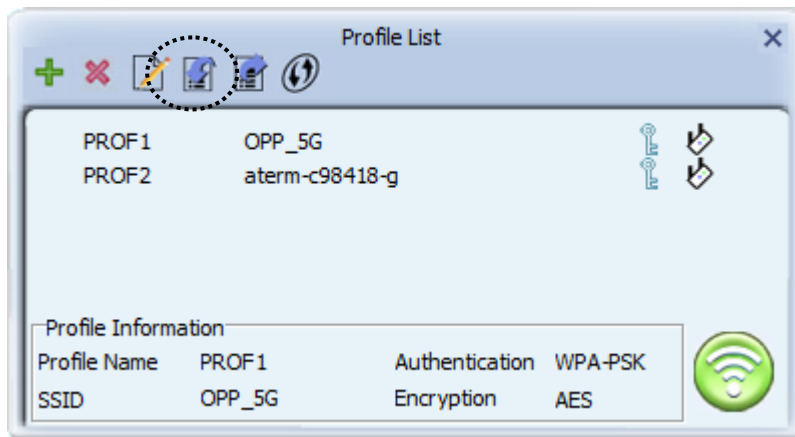 Profile List
PROF1 OPP_5G
PROF2 aterm-c98418-g
Profile Information
Profile Name PROF1 Authentication WPA-PSK
SSID OPP_5G Encryption AES